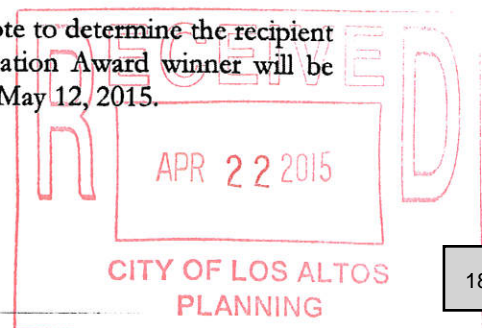 ote to determine the recipient
ation Award winner will be
May 12, 2015.
RECEIVED
APR 22 2015
CITY OF LOS ALTOS
PLANNING
18